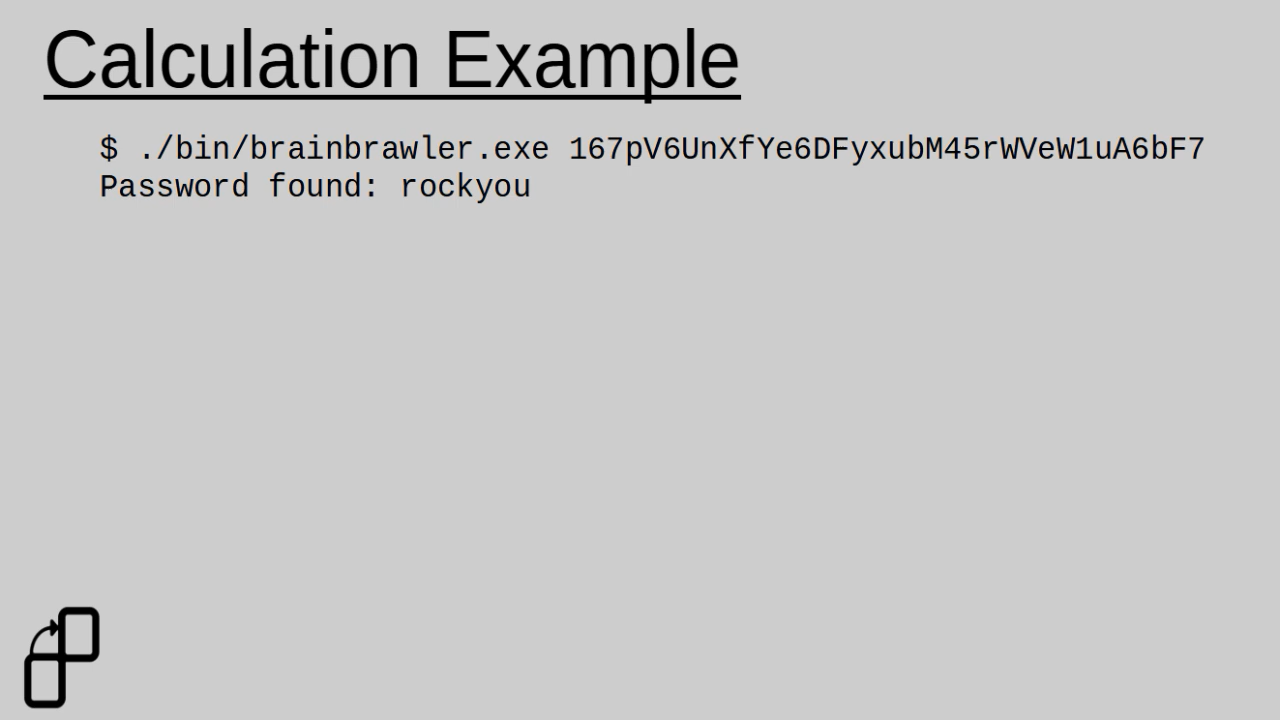 Calculation Example
$ ./bin/brainbrawler.exe 167pV6UnXfYe6DFyxubM45rWVeW1uA6bF7
Password found: rockyou